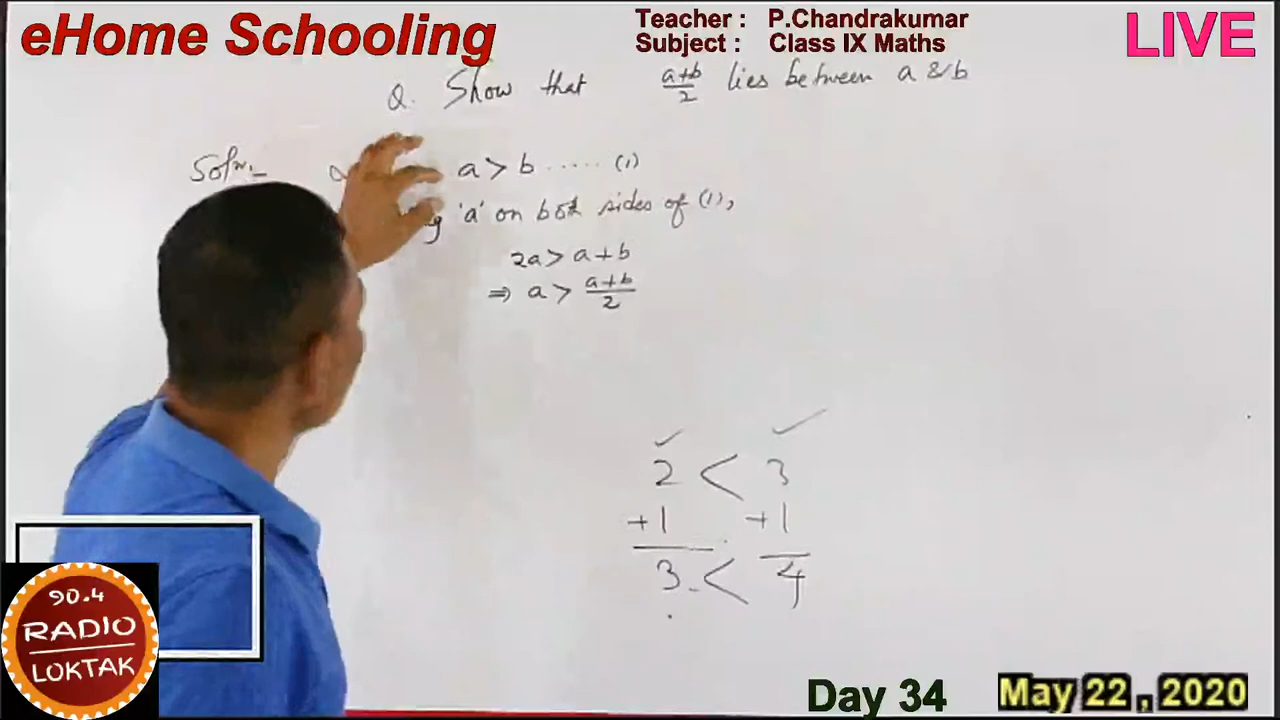 eHome Schooling
Teacher : P.Chandrakumar
Subject : Class IX Maths
LIVE
Q. Show that a+b/2 lies between a & b
Soln:- a > b ..... (1)
'a' on both sides of (1),
2a > a+b
⇒ a > a+b/2
2 < 3
+1 +1
3 < 4
90.4
RADIO
LOKTAK
Day 34
May 22 , 2020